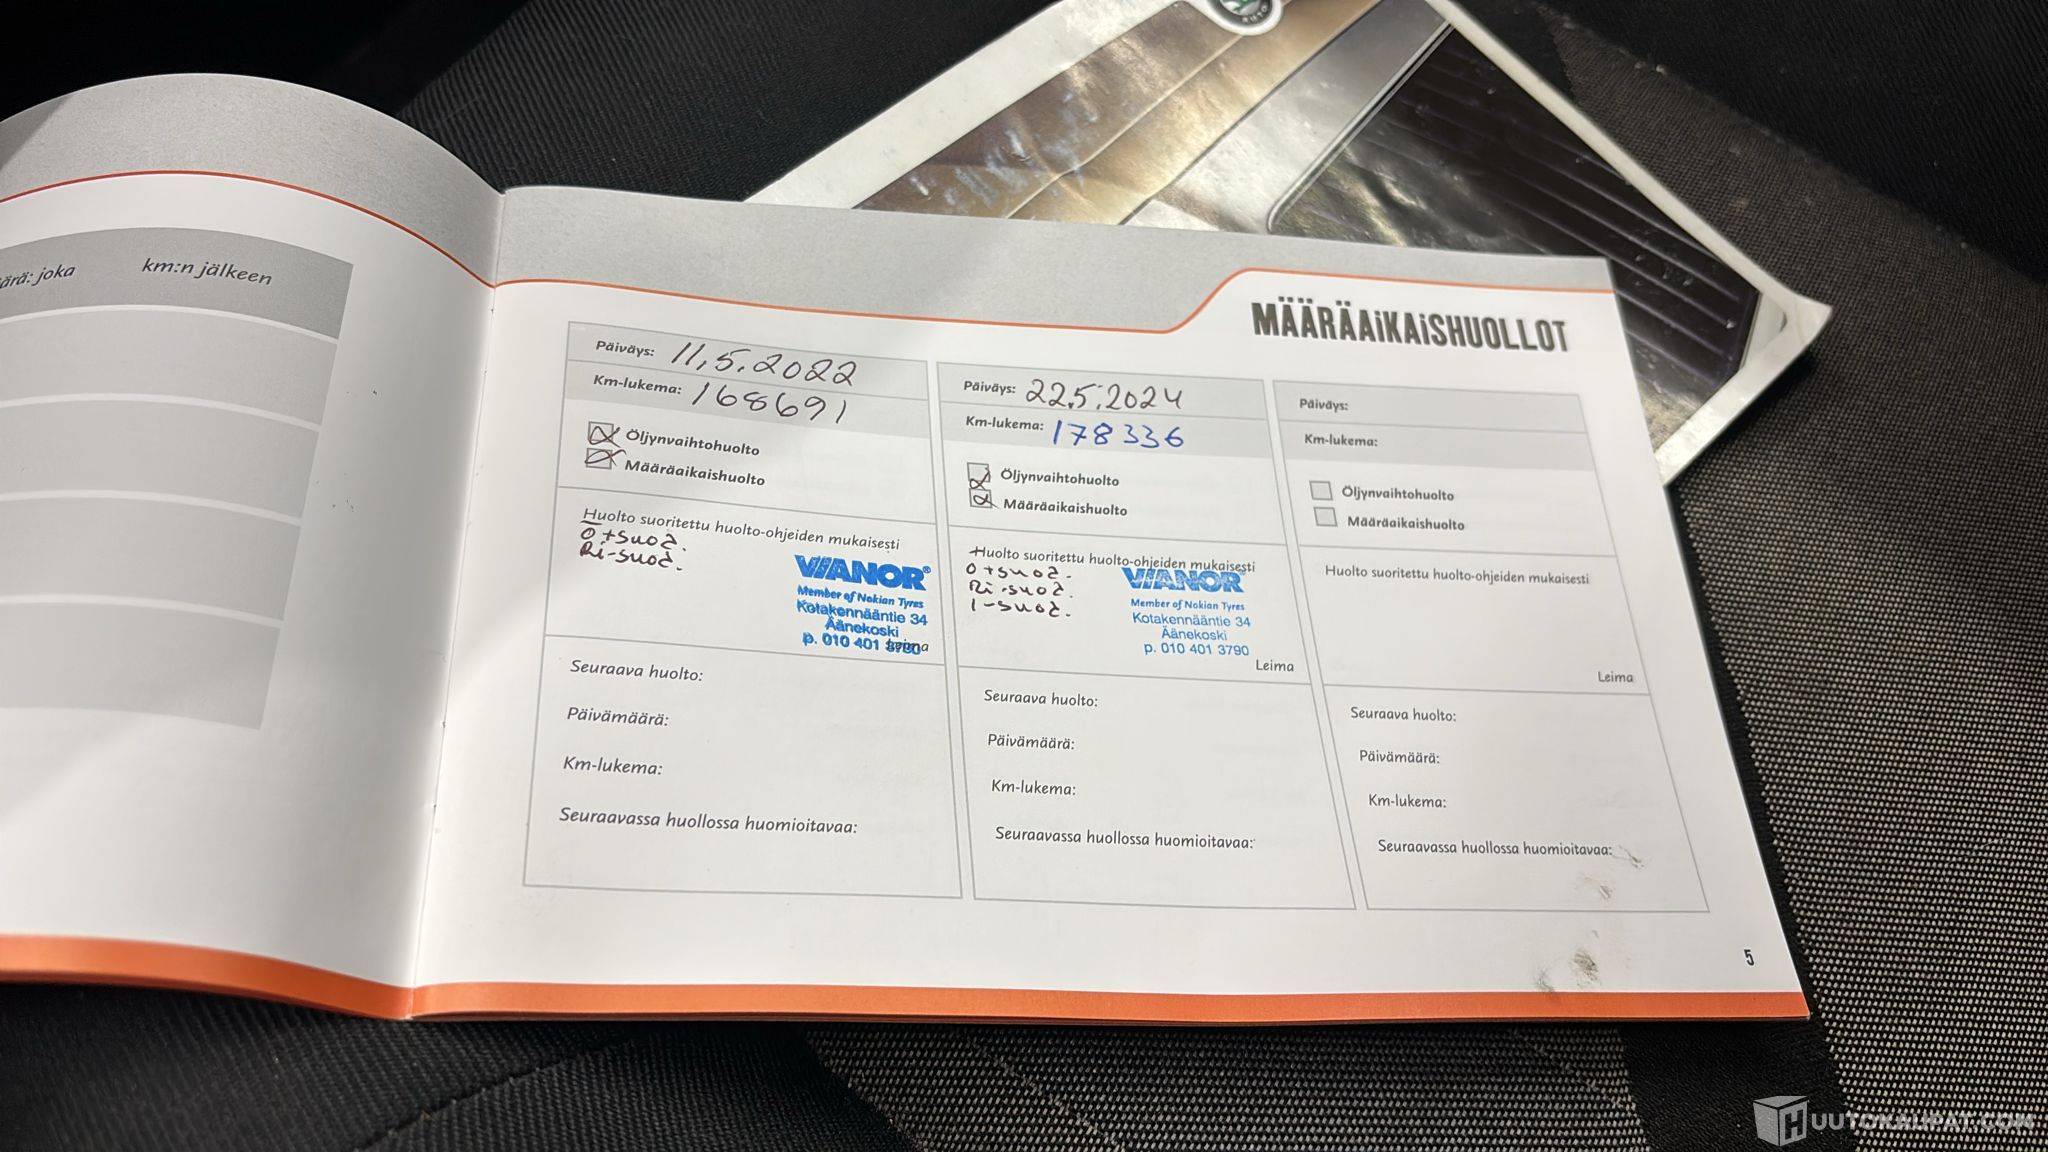 ärä: joka
km:n jälkeen
MÄÄRÄAiKAiSHUOLLOT
Päiväys: 11.5.2022
Km-lukema: 168691
Öljynvaihtohuolto
Määräaikaishuolto
Huolto suoritettu huolto-ohjeiden mukaisesti
Ö+suod.
Ri-suod.
VIANOR®
Member of Nokian Tyres
Kotakennääntie 34
Äänekoski
p. 010 401 3790
Leima
Seuraava huolto:
Päivämäärä:
Km-lukema:
Seuraavassa huollossa huomioitavaa:
Päiväys: 22.5.2024
Km-lukema: 178336
Öljynvaihtohuolto
Määräaikaishuolto
Huolto suoritettu huolto-ohjeiden mukaisesti
Ö+suod.
Ri-suod.
I-suod.
VIANOR
Member of Nokian Tyres
Kotakennääntie 34
Äänekoski
p. 010 401 3790
Leima
Seuraava huolto:
Päivämäärä:
Km-lukema:
Seuraavassa huollossa huomioitavaa:
Päiväys:
Km-lukema:
Öljynvaihtohuolto
Määräaikaishuolto
Huolto suoritettu huolto-ohjeiden mukaisesti
Leima
Seuraava huolto:
Päivämäärä:
Km-lukema:
Seuraavassa huollossa huomioitavaa:
5
HUUTOKAUPAT.COM